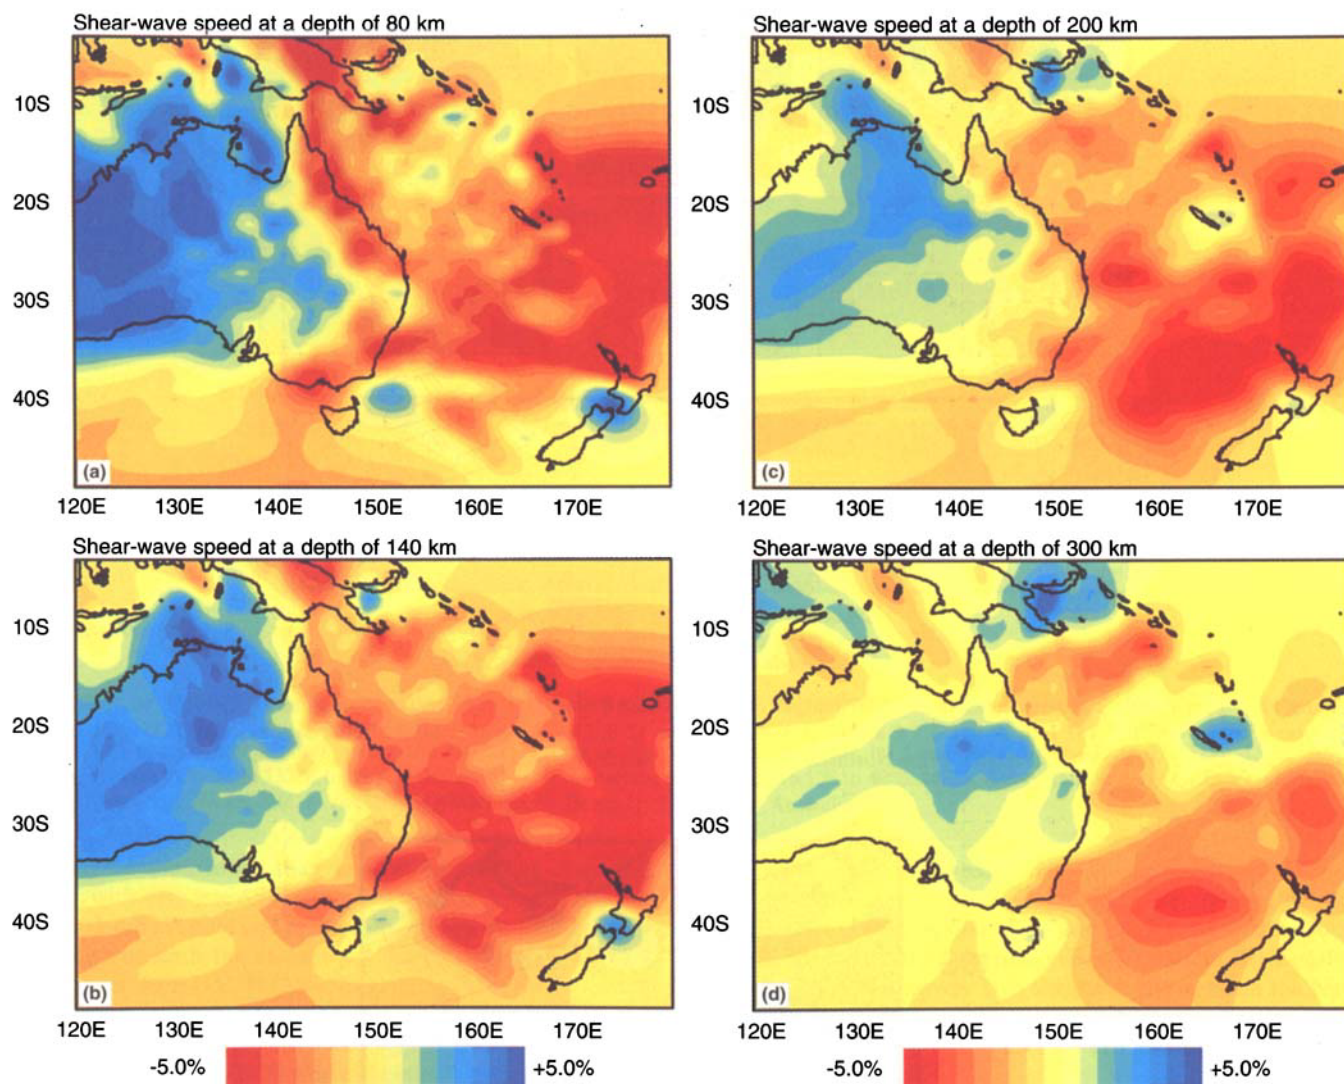 Shear-wave speed at a depth of 80 km
10S
20S
30S
40S
(a)
120E 130E 140E 150E 160E 170E
Shear-wave speed at a depth of 200 km
10S
20S
30S
40S
(c)
120E 130E 140E 150E 160E 170E
Shear-wave speed at a depth of 140 km
10S
20S
30S
40S
(b)
120E 130E 140E 150E 160E 170E
-5.0% +5.0%
Shear-wave speed at a depth of 300 km
10S
20S
30S
40S
(d)
120E 130E 140E 150E 160E 170E
-5.0% +5.0%